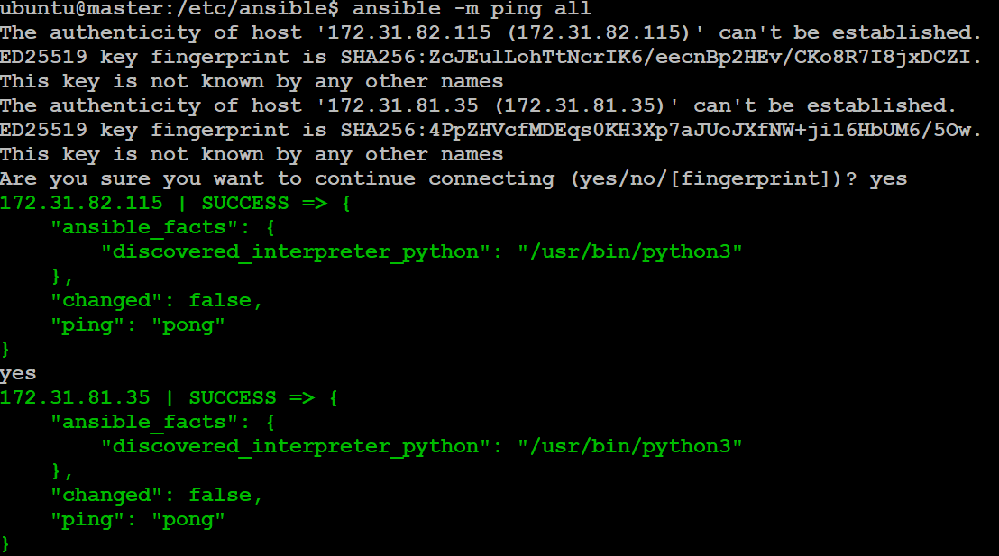 ubuntu@master:/etc/ansible$ ansible -m ping all
The authenticity of host '172.31.82.115 (172.31.82.115)' can't be established.
ED25519 key fingerprint is SHA256:ZcJEulLohTtNcrIK6/eecnBp2HEv/CKo8R7I8jxDCZI.
This key is not known by any other names
The authenticity of host '172.31.81.35 (172.31.81.35)' can't be established.
ED25519 key fingerprint is SHA256:4PpZHVcfMDEqs0KH3Xp7aJUoJXfNW+ji16HbUM6/5Ow.
This key is not known by any other names
Are you sure you want to continue connecting (yes/no/[fingerprint])? yes
172.31.82.115 | SUCCESS => {
    "ansible_facts": {
        "discovered_interpreter_python": "/usr/bin/python3"
    },
    "changed": false,
    "ping": "pong"
}
yes
172.31.81.35 | SUCCESS => {
    "ansible_facts": {
        "discovered_interpreter_python": "/usr/bin/python3"
    },
    "changed": false,
    "ping": "pong"
}